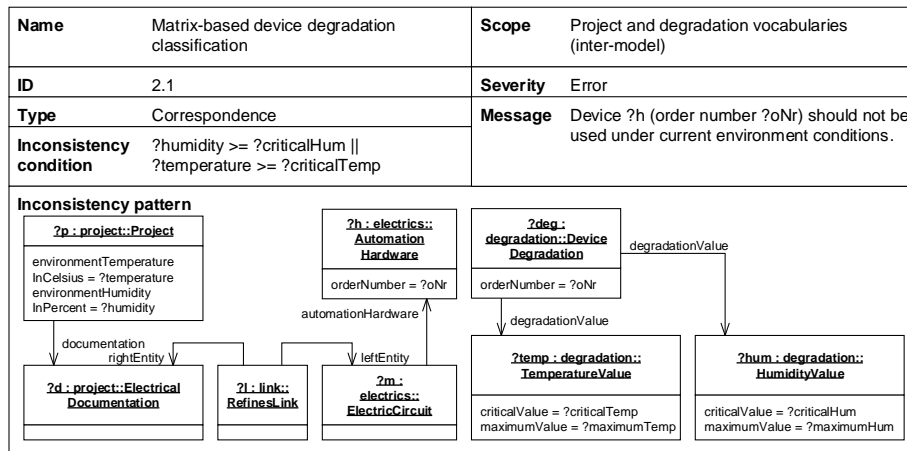 Name
Matrix-based device degradation
classification
Scope
Project and degradation vocabularies
(inter-model)
ID
2.1
Severity
Error
Type
Correspondence
Message
Device ?h (order number ?oNr) should not be
used under current environment conditions.
Inconsistency
condition
?humidity >= ?criticalHum ||
?temperature >= ?criticalTemp
Inconsistency pattern
?p : project::Project
environmentTemperature
InCelsius = ?temperature
environmentHumidity
InPercent = ?humidity
?h : electrics::
Automation
Hardware
orderNumber = ?oNr
?deg :
degradation::Device
Degradation
orderNumber = ?oNr
degradationValue
automationHardware
degradationValue
documentation
rightEntity
leftEntity
?d : project::Electrical
Documentation
?l : link::
RefinesLink
?m :
electrics::
ElectricCircuit
?temp : degradation::
TemperatureValue
criticalValue = ?criticalTemp
maximumValue = ?maximumTemp
?hum : degradation::
HumidityValue
criticalValue = ?criticalHum
maximumValue = ?maximumHum